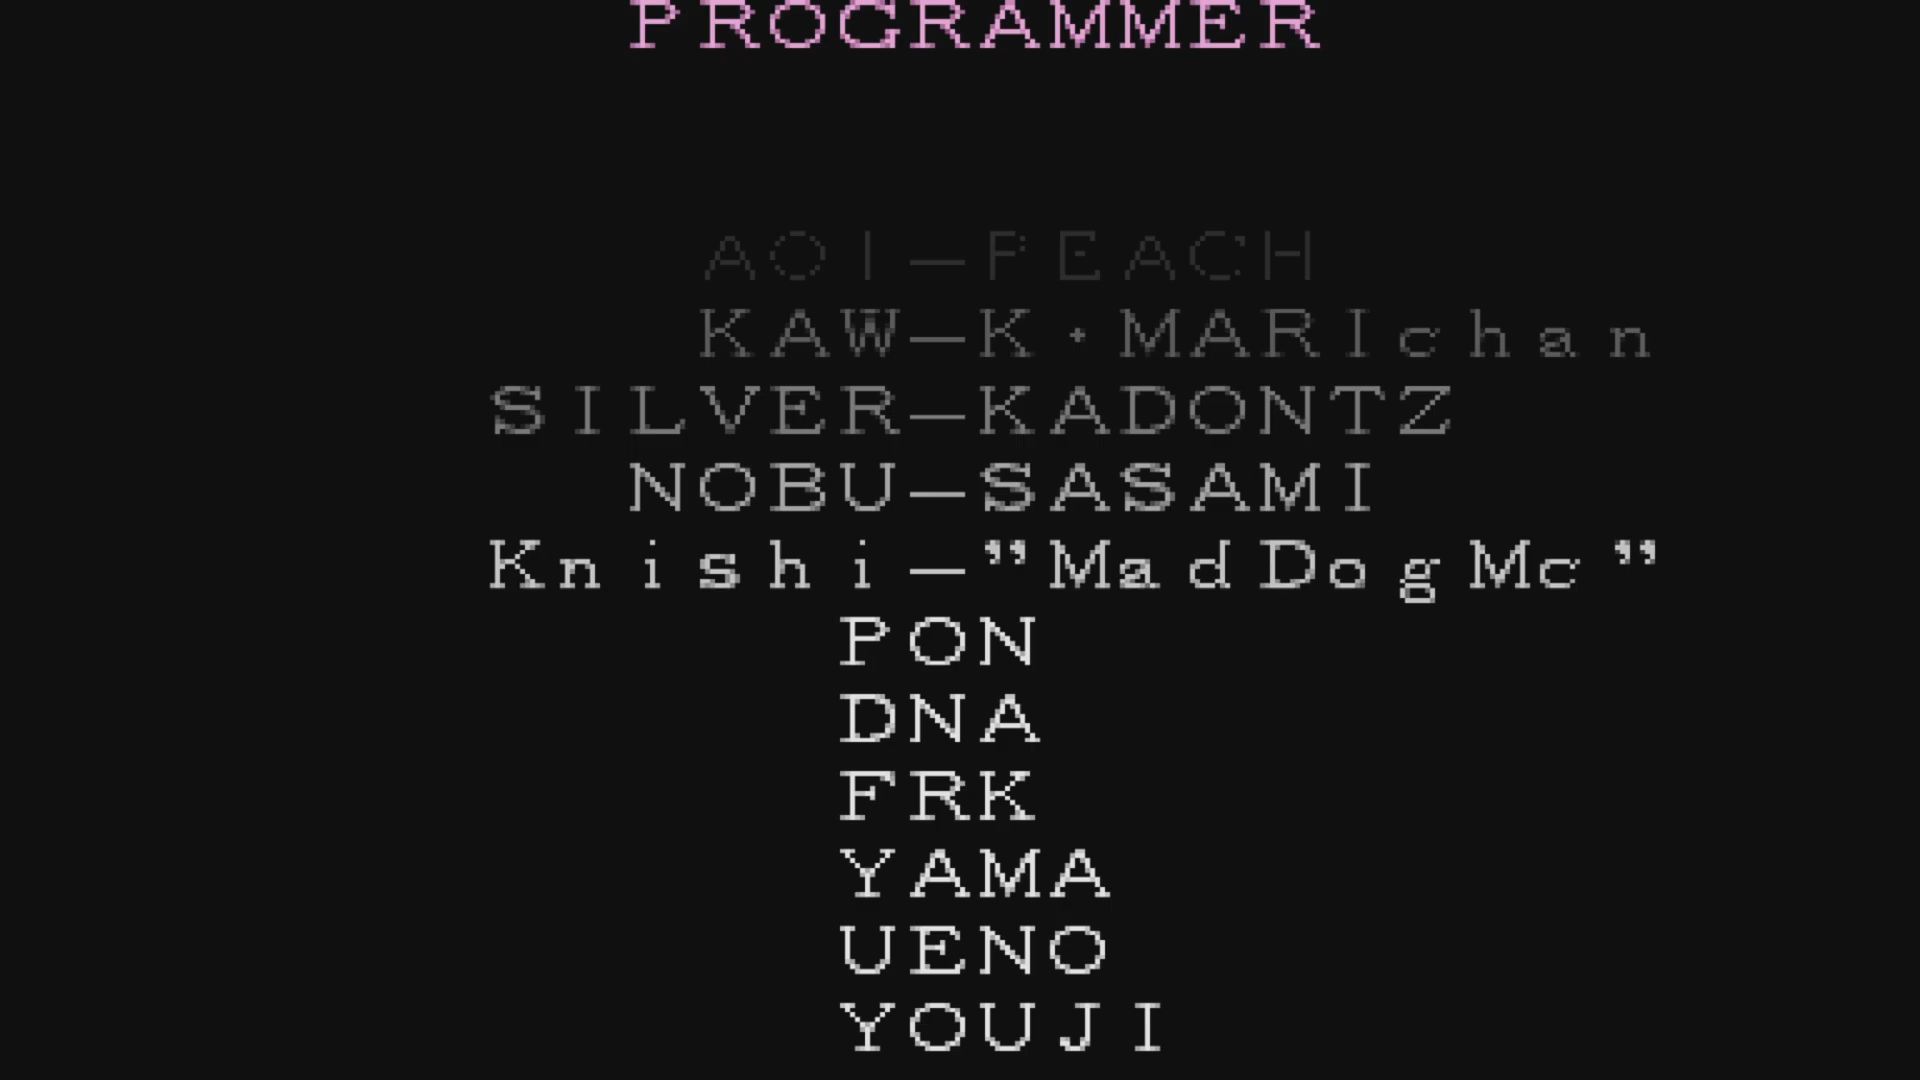 PROGRAMMER
AOI—PEACH
KAW—K・MARIchan
SILVER—KADONTZ
NOBU—SASAMI
Knishi—”MadDogMc”
PON
DNA
FRK
YAMA
UENO
YOUJI